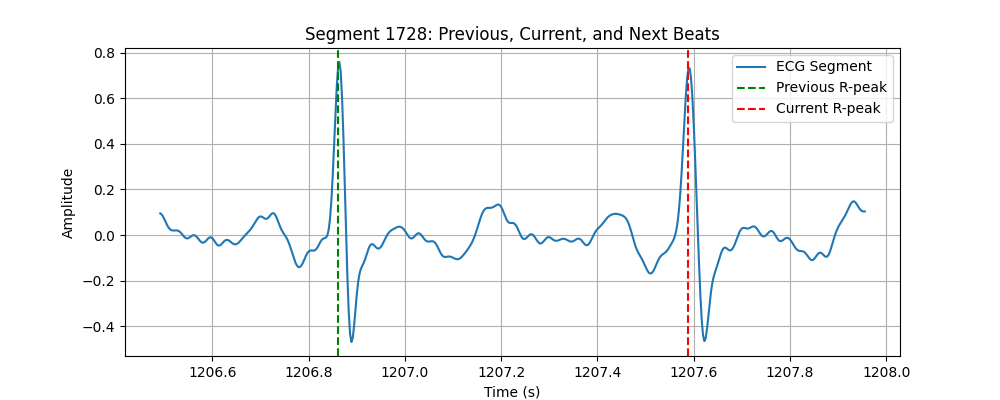 Segment 1728: Previous, Current, and Next Beats
ECG Segment
Previous R-peak
Current R-peak
Amplitude
0.8
0.6
0.4
0.2
0.0
−0.2
−0.4
1206.6 1206.8 1207.0 1207.2 1207.4 1207.6 1207.8 1208.0
Time (s)